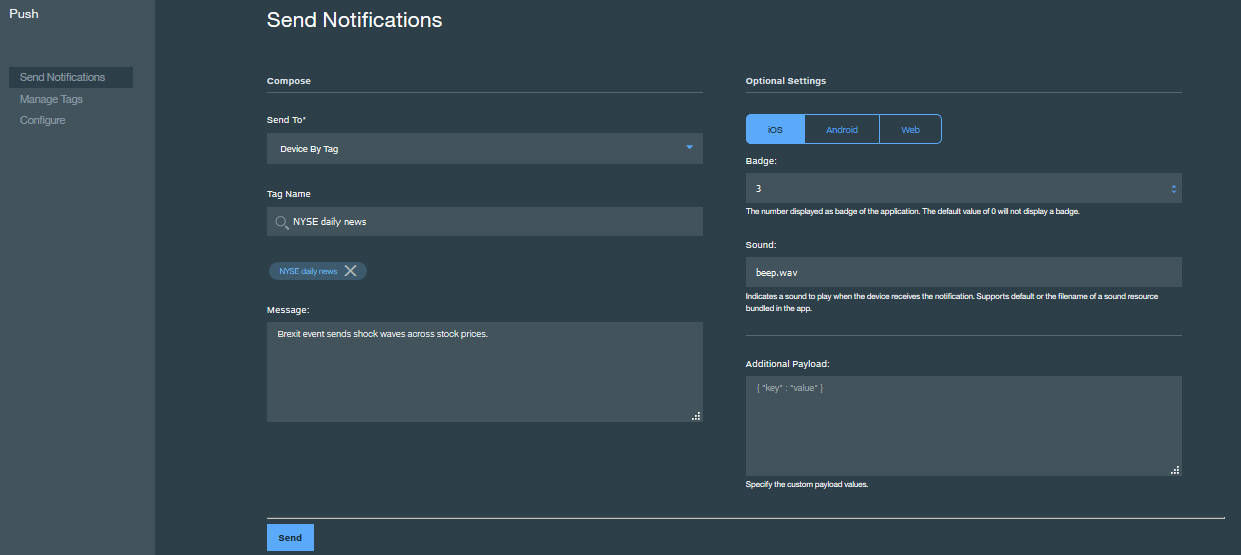 Push
Send Notifications
Manage Tags
Configure
Send Notifications
Compose
Send To*
Device By Tag
Tag Name
NYSE daily news
NYSE daily news
Message:
Brexit event sends shock waves across stock prices.
Optional Settings
iOS Android Web
Badge:
3
The number displayed as badge of the application. The default value of 0 will not display a badge.
Sound:
beep.wav
Indicates a sound to play when the device receives the notification. Supports default or the filename of a sound resource
bundled in the app.
Additional Payload:
{ "key" : "value" }
Specify the custom payload values.
Send